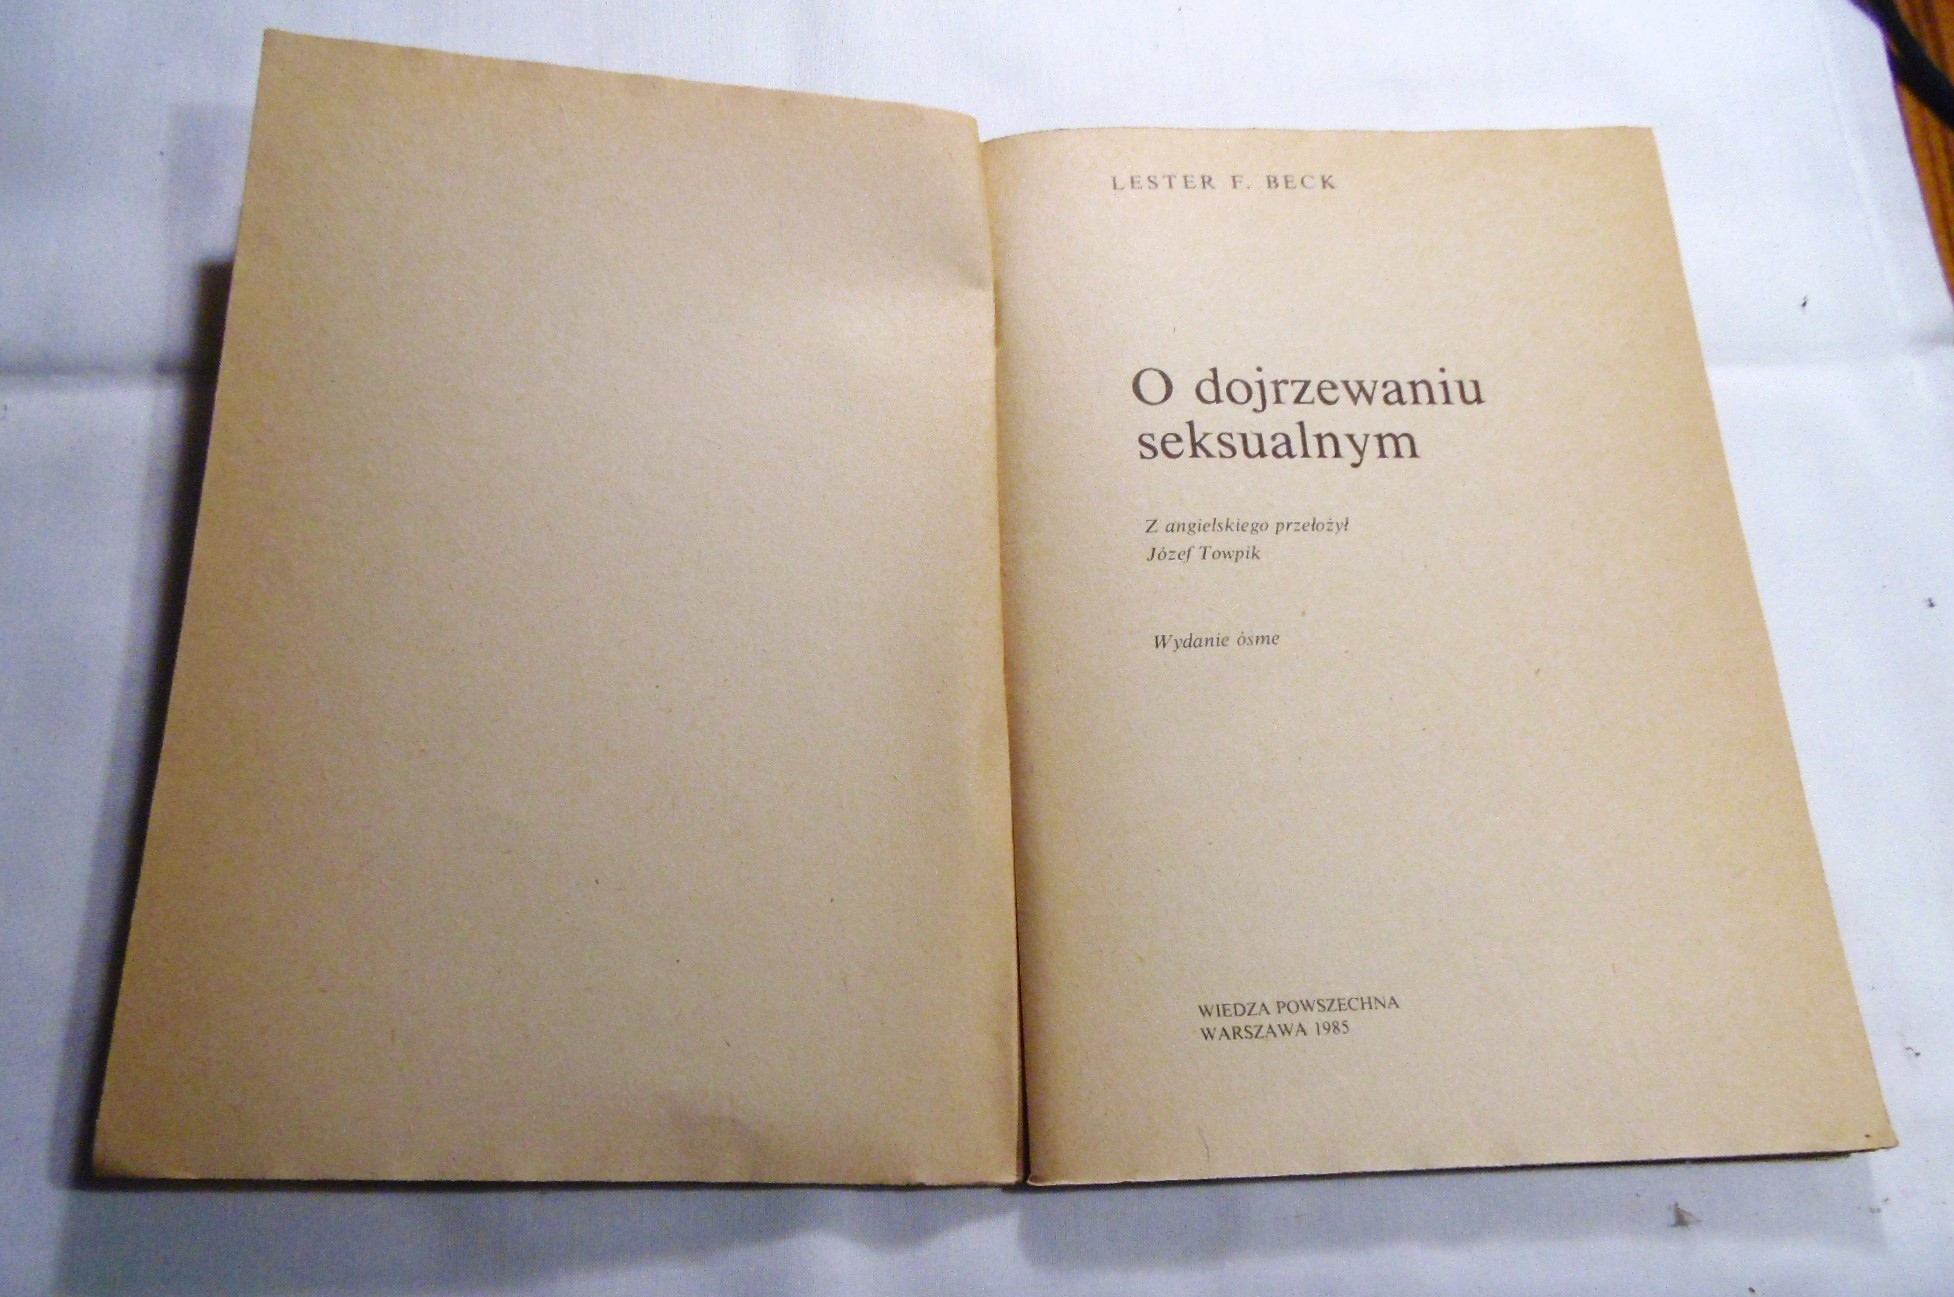 LESTER F. BECK
O dojrzewaniu
seksualnym
Z angielskiego przełożył
Józef Towpik
Wydanie ósme
WIEDZA POWSZECHNA
WARSZAWA 1985